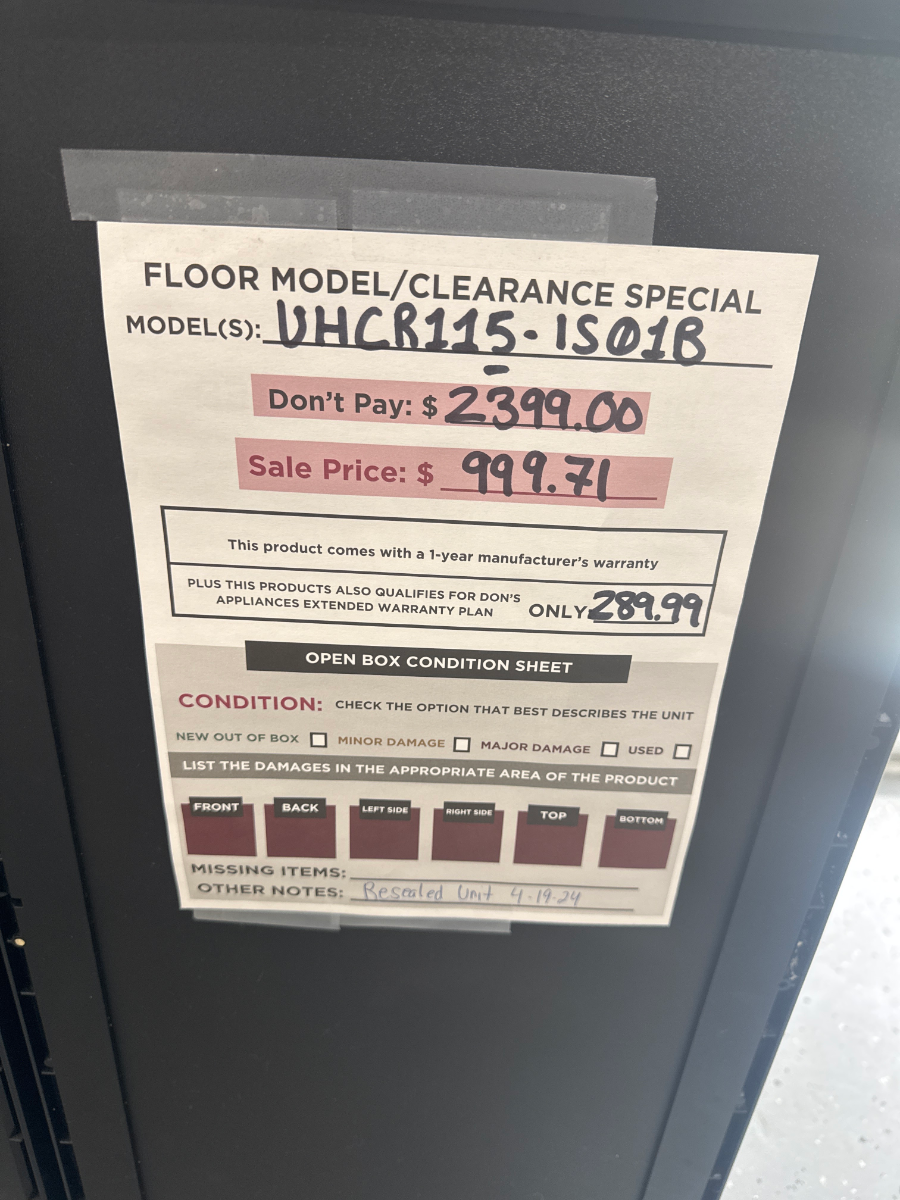 FLOOR MODEL/CLEARANCE SPECIAL
MODEL(S): UHCR115-IS01B
Don't Pay: $ 2399.00
Sale Price: $ 999.71
This product comes with a 1-year manufacturer's warranty
PLUS THIS PRODUCTS ALSO QUALIFIES FOR DON'S
APPLIANCES EXTENDED WARRANTY PLAN ONLY 289.99
OPEN BOX CONDITION SHEET
CONDITION: CHECK THE OPTION THAT BEST DESCRIBES THE UNIT
NEW OUT OF BOX MINOR DAMAGE MAJOR DAMAGE USED
LIST THE DAMAGES IN THE APPROPRIATE AREA OF THE PRODUCT
FRONT BACK LEFT SIDE RIGHT SIDE TOP BOTTOM
MISSING ITEMS:
OTHER NOTES: Resealed Unit 4-19-24